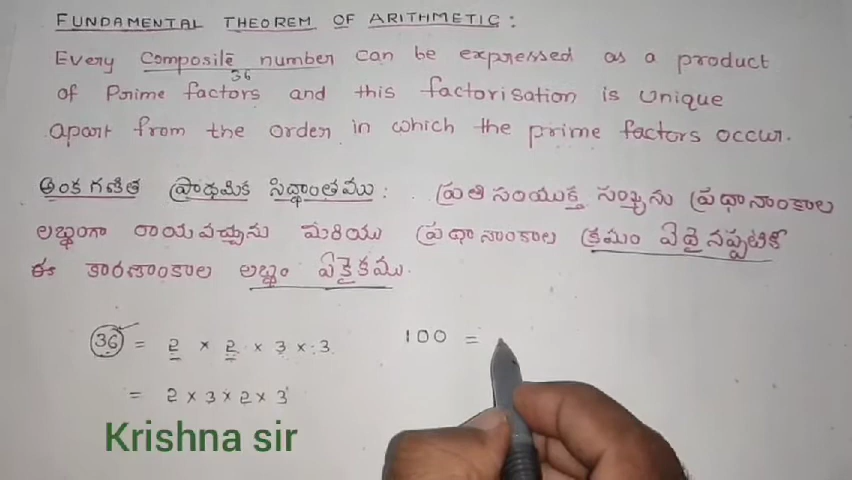 FUNDAMENTAL THEOREM OF ARITHMETIC :
Every composite number can be expressed as a product
36
of Prime factors and this factorisation is unique
apart from the order in which the prime factors occur.
అంకగణిత ప్రాథమిక సిద్ధాంతము : ప్రతి సంయుక్త సంఖ్యను ప్రధానాంకాల
లబ్ధంగా రాయవచ్చును మరియు ప్రధానాంకాల క్రమం ఏదైనప్పటికీ
ఈ కారణాంకాల లబ్ధం ఏకైకము.
36 = 2 × 2 × 3 × 3 100 =
= 2 × 3 × 2 × 3
Krishna sir